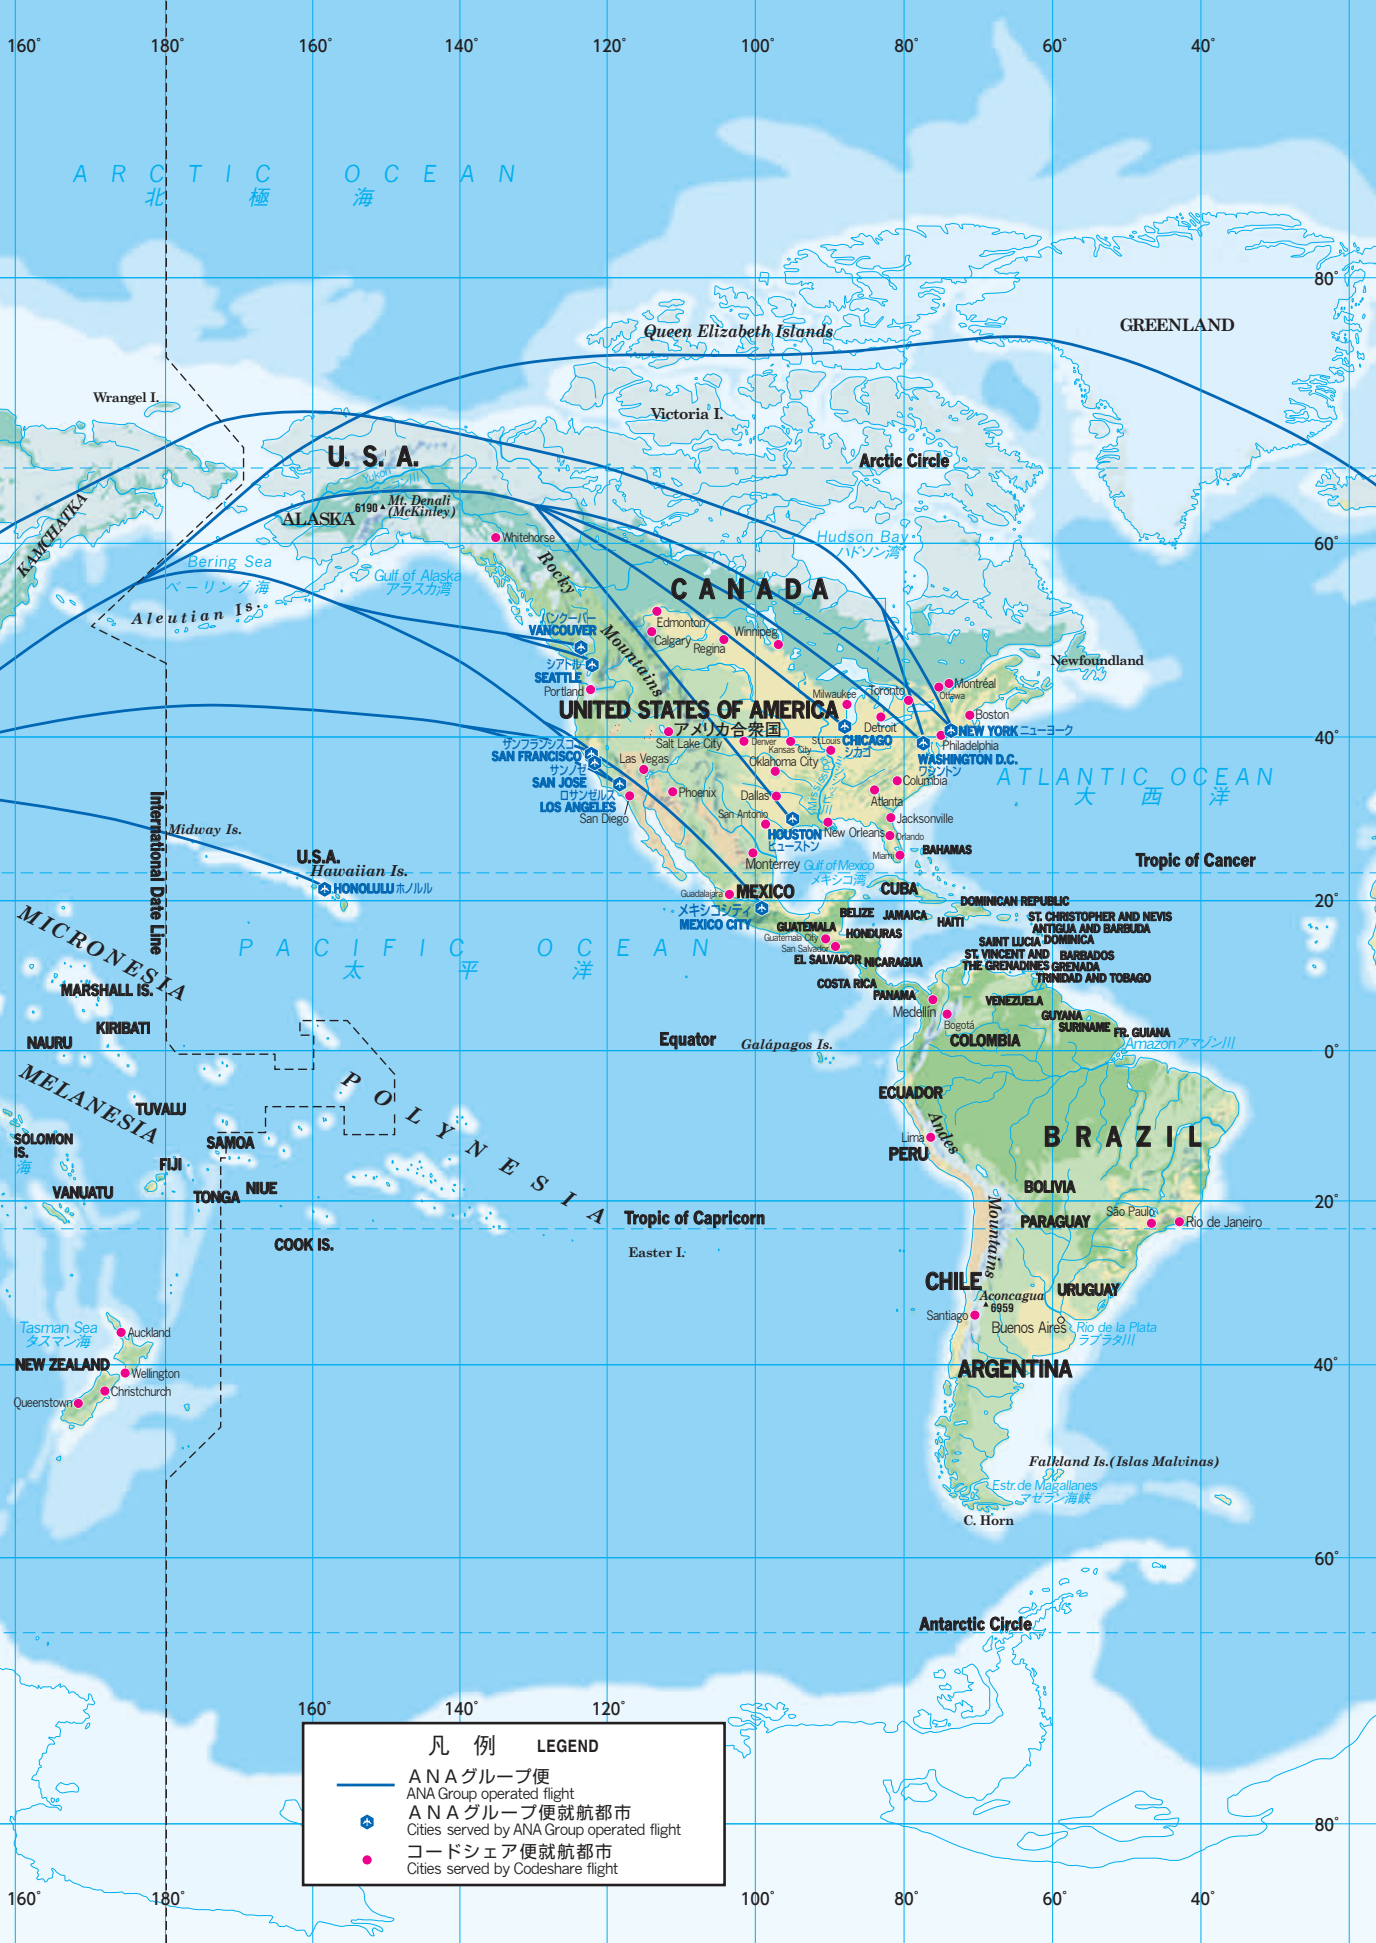 160°
180°
160°
140°
120°
100°
80°
60°
40°
ARCTIC OCEAN
北極海
80°
Queen Elizabeth Islands
GREENLAND
Wrangel I.
Victoria I.
U. S. A.
Arctic Circle
Yukon
ALASKA
6190
Mt. Denali
(McKinley)
KAMCHATKA
Whitehorse
Hudson Bay
ハドソン湾
60°
Bering Sea
ベーリング海
Gulf of Alaska
アラスカ湾
Rocky
Mountains
CANADA
Aleutian Is.
バンクーバー
VANCOUVER
Edmonton
Calgary
Regina
Winnipeg
シアトル
SEATTLE
Portland
Newfoundland
Montréal
Ottawa
Toronto
Milwaukee
UNITED STATES OF AMERICA
アメリカ合衆国
Boston
Detroit
NEW YORK ニューヨーク
Philadelphia
CHICAGO
シカゴ
サンフランシスコ
SAN FRANCISCO
サンノゼ
SAN JOSE
ロサンゼルス
LOS ANGELES
San Diego
Las Vegas
Salt Lake City
Denver
Kansas City
St.Louis
Oklahoma City
WASHINGTON D.C.
ワシントン
40°
ATLANTIC OCEAN
大西洋
Phoenix
Dallas
Mississippi
Columbia
Atlanta
San Antonio
HOUSTON
ヒューストン
New Orleans
Jacksonville
Orlando
Miami
BAHAMAS
International Date Line
Midway Is.
U.S.A.
Hawaiian Is.
HONOLULU ホノルル
Monterrey
Gulf of Mexico
メキシコ湾
Tropic of Cancer
Guadalajara
MEXICO
メキシコシティ
MEXICO CITY
CUBA
20°
DOMINICAN REPUBLIC
BELIZE
JAMAICA
HAITI
ST. CHRISTOPHER AND NEVIS
ANTIGUA AND BARBUDA
GUATEMALA
HONDURAS
Guatemala City
San Salvador
EL SALVADOR
NICARAGUA
SAINT LUCIA
DOMINICA
ST. VINCENT AND
THE GRENADINES
BARBADOS
GRENADA
TRINIDAD AND TOBAGO
COSTA RICA
PANAMA
MICRONESIA
PACIFIC OCEAN
太平洋
MARSHALL IS.
KIRIBATI
NAURU
Medellín
Bogotá
VENEZUELA
GUYANA
SURINAME
FR. GUIANA
COLOMBIA
Amazonアマゾン川
Equator
Galápagos Is.
0°
ECUADOR
MELANESIA
POLYNESIA
TUVALU
SOLOMON
IS.
海
SAMOA
FIJI
VANUATU
TONGA
NIUE
COOK IS.
Lima
PERU
Andes
Mountains
BRAZIL
BOLIVIA
20°
PARAGUAY
São Paulo
Rio de Janeiro
Tropic of Capricorn
Easter I.
CHILE
URUGUAY
Aconcagua
6959
Santiago
Buenos Aires
Rio de la Plata
ラプラタ川
ARGENTINA
Tasman Sea
タスマン海
Auckland
NEW ZEALAND
Wellington
Christchurch
Queenstown
40°
Falkland Is.(Islas Malvinas)
Estr.de Magallanes
マゼラン海峡
C. Horn
60°
Antarctic Circle
160°
140°
120°
凡例 LEGEND
ANAグループ便
ANA Group operated flight
ANAグループ便就航都市
Cities served by ANA Group operated flight
コードシェア便就航都市
Cities served by Codeshare flight
80°
160°
180°
100°
80°
60°
40°